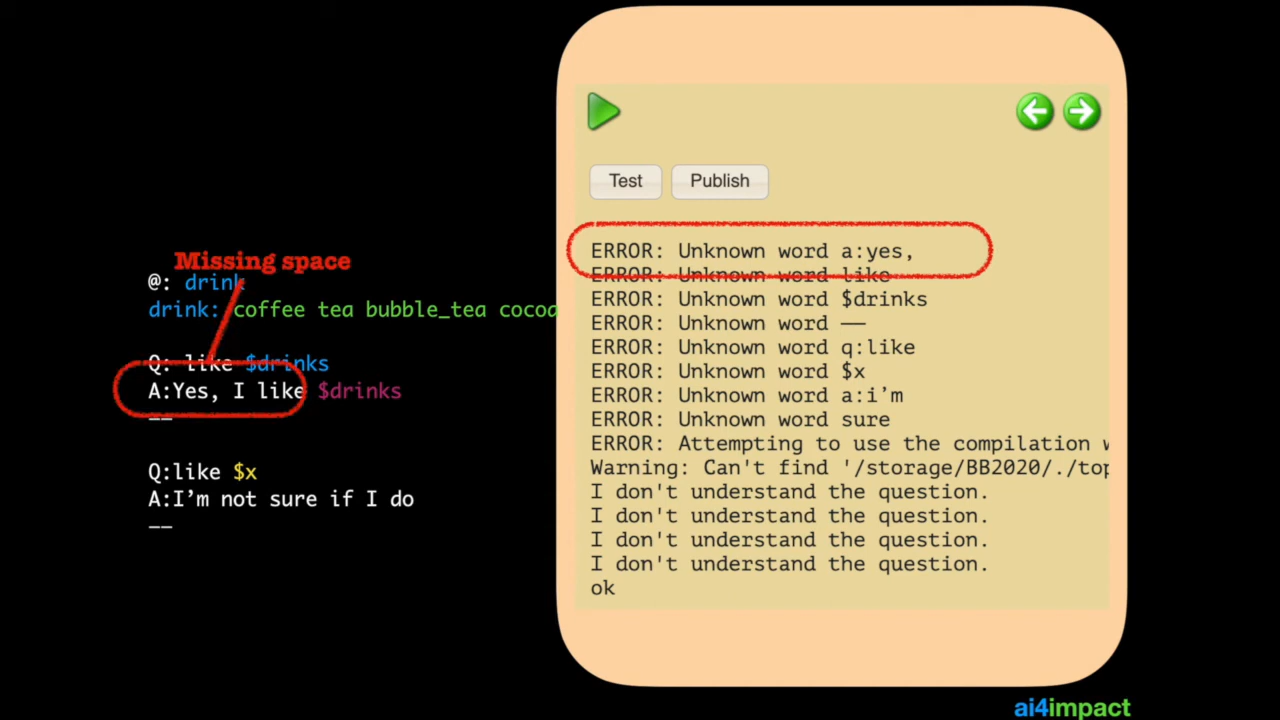 Missing space
@: drink
drink: coffee tea bubble_tea cocoa
Q: like $drinks
A:Yes, I like $drinks
——
Q:like $x
A:I’m not sure if I do
——
Test
Publish
ERROR: Unknown word a:yes,
ERROR: Unknown word like
ERROR: Unknown word $drinks
ERROR: Unknown word ——
ERROR: Unknown word q:like
ERROR: Unknown word $x
ERROR: Unknown word a:i’m
ERROR: Unknown word sure
ERROR: Attempting to use the compilation w
Warning: Can't find '/storage/BB2020/./top
I don't understand the question.
I don't understand the question.
I don't understand the question.
I don't understand the question.
ok
ai4impact